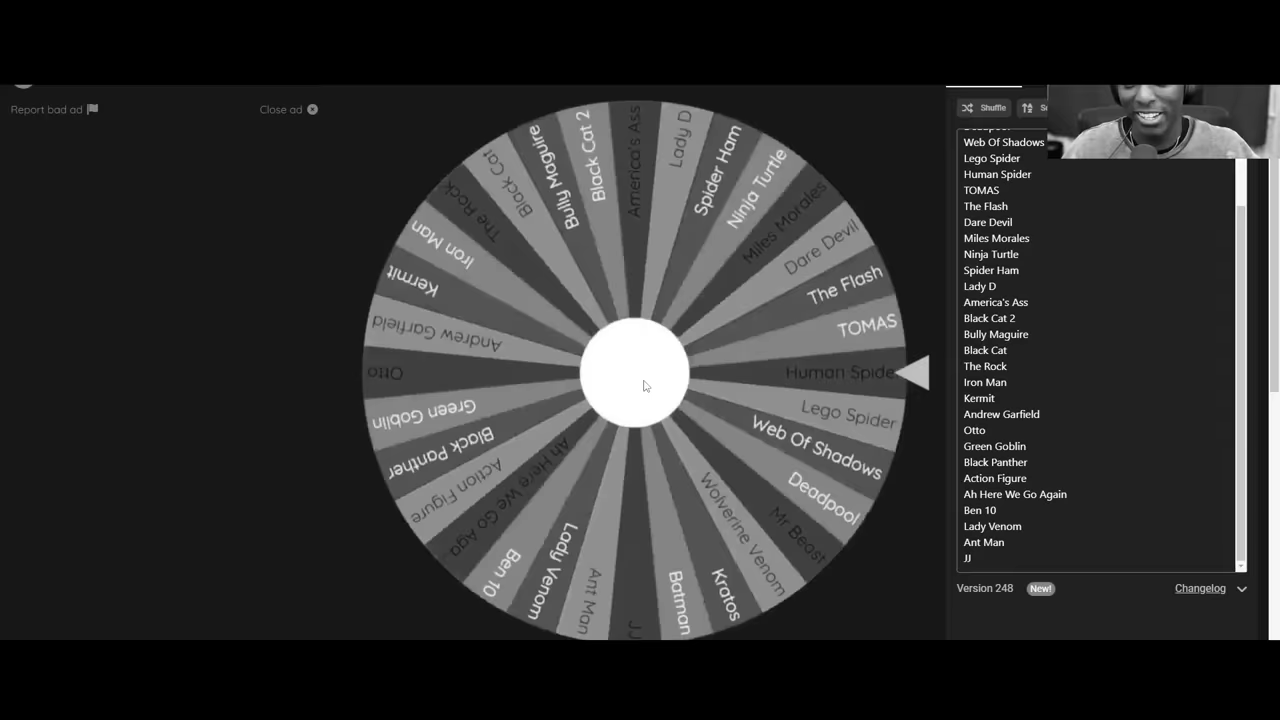 Report bad ad
Close ad
Shuffle
Web Of Shadows
Lego Spider
Human Spider
TOMAS
The Flash
Dare Devil
Miles Morales
Ninja Turtle
Spider Ham
Lady D
America's Ass
Black Cat 2
Bully Maguire
Black Cat
The Rock
Iron Man
Kermit
Andrew Garfield
Otto
Green Goblin
Black Panther
Action Figure
Ah Here We Go Again
Ben 10
Lady Venom
Ant Man
JJ
Version 248
New!
Changelog
America's Ass
Lady D
Spider Ham
Ninja Turtle
Miles Morales
Dare Devil
The Flash
TOMAS
Human Spide
Lego Spider
Web Of Shadows
Deadpool
Mr Beast
Wolverine Venom
Kratos
Batman
JJ
Ant Man
Lady Venom
Ben 10
Ah Here We Go Aga
Action Figure
Black Panther
Green Goblin
Otto
Andrew Garfield
Kermit
Iron Man
The Rock
Black Cat
Bully Maguire
Black Cat 2